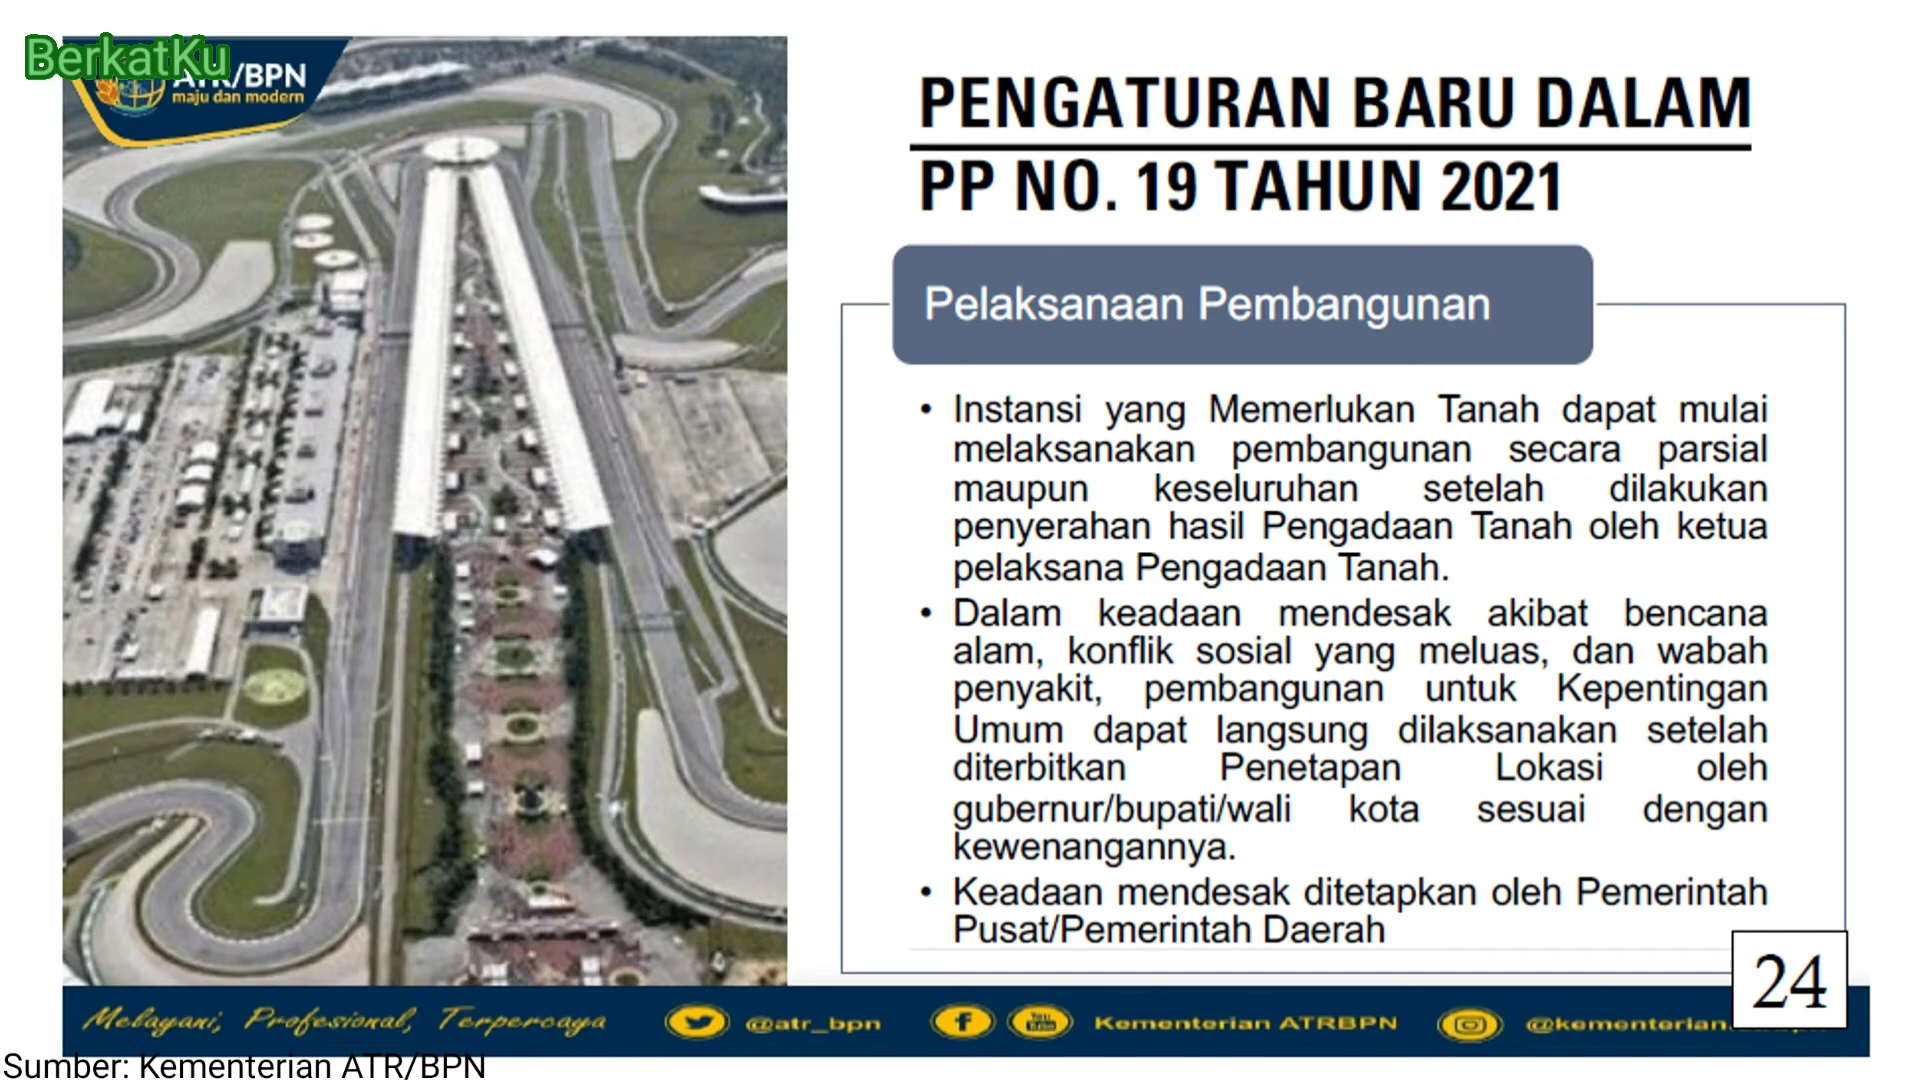 BerkatKu
ATR/BPN
maju dan modern
PENGATURAN BARU DALAM
PP NO. 19 TAHUN 2021
Pelaksanaan Pembangunan
• Instansi yang Memerlukan Tanah dapat mulai
melaksanakan pembangunan secara parsial
maupun keseluruhan setelah dilakukan
penyerahan hasil Pengadaan Tanah oleh ketua
pelaksana Pengadaan Tanah.
• Dalam keadaan mendesak akibat bencana
alam, konflik sosial yang meluas, dan wabah
penyakit, pembangunan untuk Kepentingan
Umum dapat langsung dilaksanakan setelah
diterbitkan Penetapan Lokasi oleh
gubernur/bupati/wali kota sesuai dengan
kewenangannya.
• Keadaan mendesak ditetapkan oleh Pemerintah
Pusat/Pemerintah Daerah
24
Melayani, Profesional, Terpercaya
@atr_bpn
Kementerian ATRBPN
Sumber: Kementerian ATR/BPN